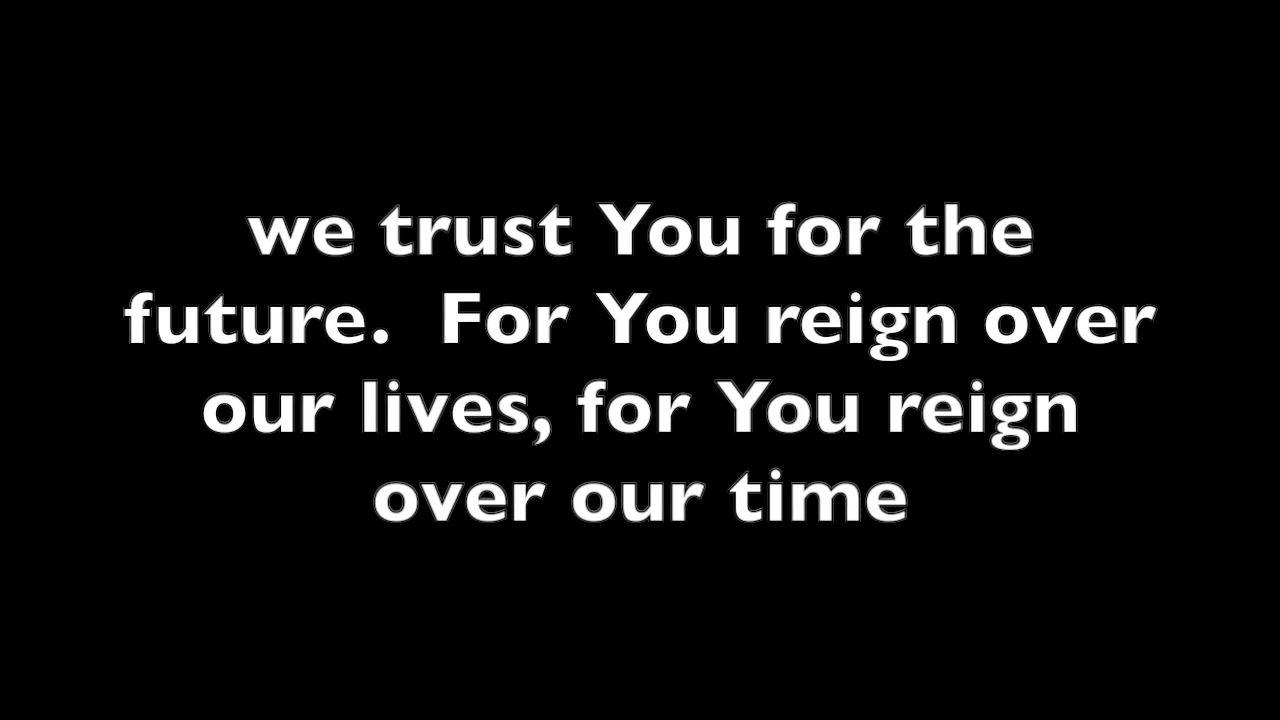 we trust You for the
future.  For You reign over
our lives, for You reign
over our time